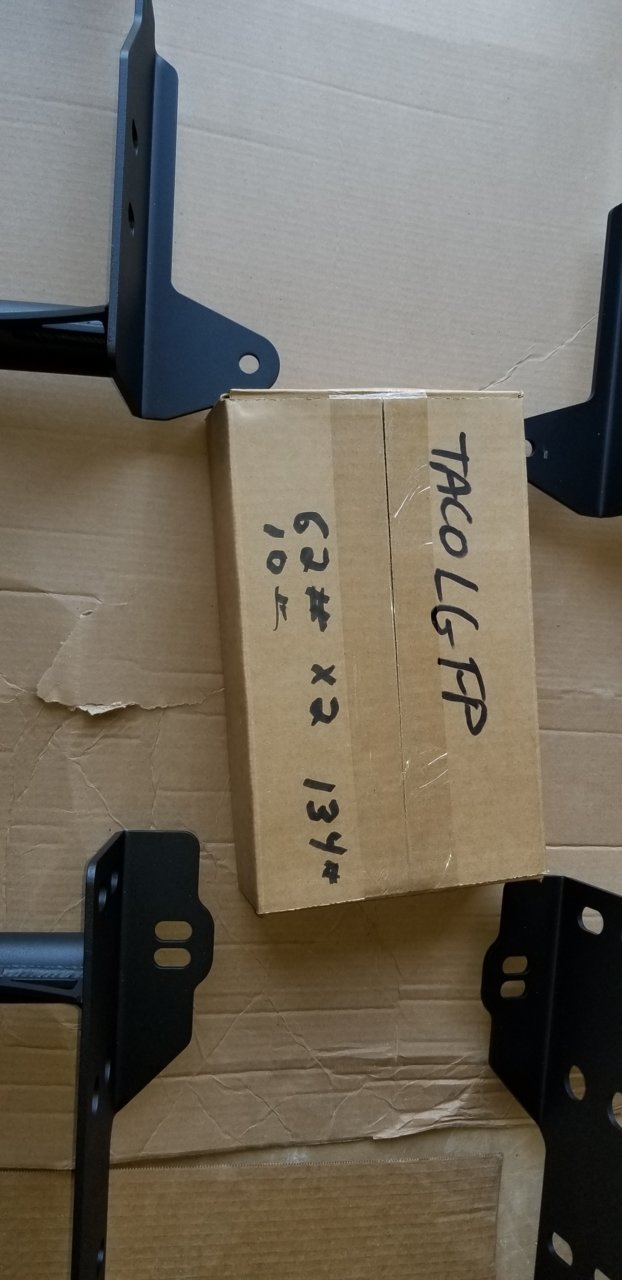 TACO LG FP
62# x2 134#
10#